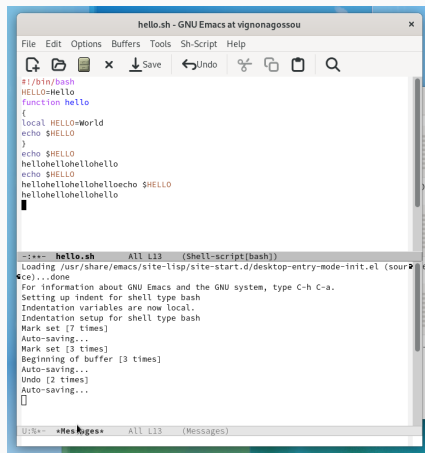 hello.sh - GNU Emacs at vignonagossou ×
File Edit Options Buffers Tools Sh-Script Help
Save Undo
#!/bin/bash
HELLO=Hello
function hello
{
local HELLO=World
echo $HELLO
}
echo $HELLO
hellohellohellohello
echo $HELLO
hellohellohellohelloecho $HELLO
hellohellohellohello
-:**- hello.sh All L13 (Shell-script[bash])
Loading /usr/share/emacs/site-lisp/site-start.d/desktop-entry-mode-init.el (sour
ce)...done
For information about GNU Emacs and the GNU system, type C-h C-a.
Setting up indent for shell type bash
Indentation variables are now local.
Indentation setup for shell type bash
Mark set [7 times]
Auto-saving...
Mark set [3 times]
Beginning of buffer [3 times]
Auto-saving...
Undo [2 times]
Auto-saving...
U:%*- *Messages* All L13 (Messages)